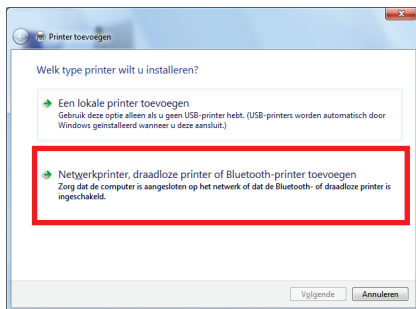 Printer toevoegen
Welk type printer wilt u installeren?
Een lokale printer toevoegen
Gebruik deze optie alleen als u geen USB-printer hebt. (USB-printers worden automatisch door
Windows geïnstalleerd wanneer u deze aansluit.)
Netwerkprinter, draadloze printer of Bluetooth-printer toevoegen
Zorg dat de computer is aangesloten op het netwerk of dat de Bluetooth- of draadloze printer is
ingeschakeld.
Volgende
Annuleren